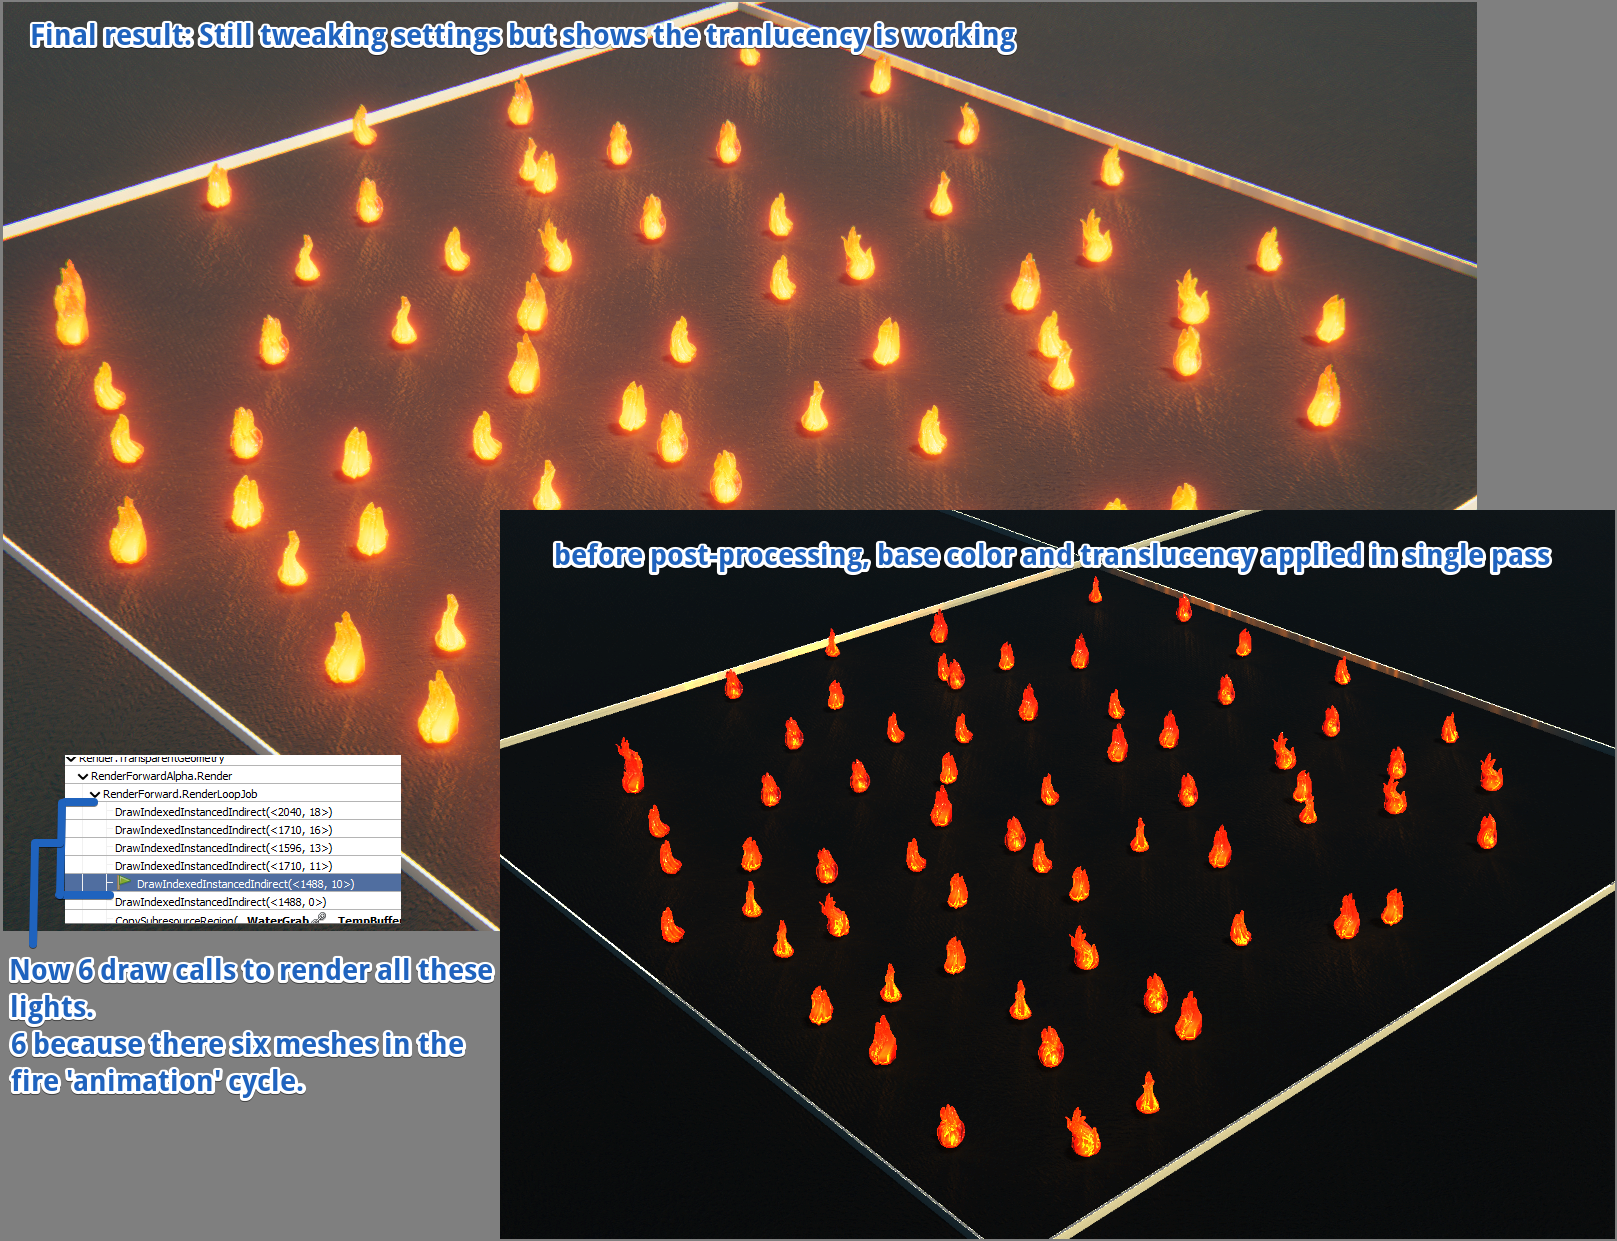 Final result: Still tweaking settings but shows the tranlucency is working
before post-processing, base color and translucency applied in single pass
Render.TransparentGeometry
RenderForwardAlpha.Render
RenderForward.RenderLoopJob
DrawIndexedInstancedIndirect(<2040, 18>)
DrawIndexedInstancedIndirect(<1710, 16>)
DrawIndexedInstancedIndirect(<1596, 13>)
DrawIndexedInstancedIndirect(<1710, 11>)
DrawIndexedInstancedIndirect(<1488, 10>)
DrawIndexedInstancedIndirect(<1488, 0>)
CopySubresourceRegion( _WaterGrab _TempBuffer
Now 6 draw calls to render all these
lights.
6 because there six meshes in the
fire 'animation' cycle.